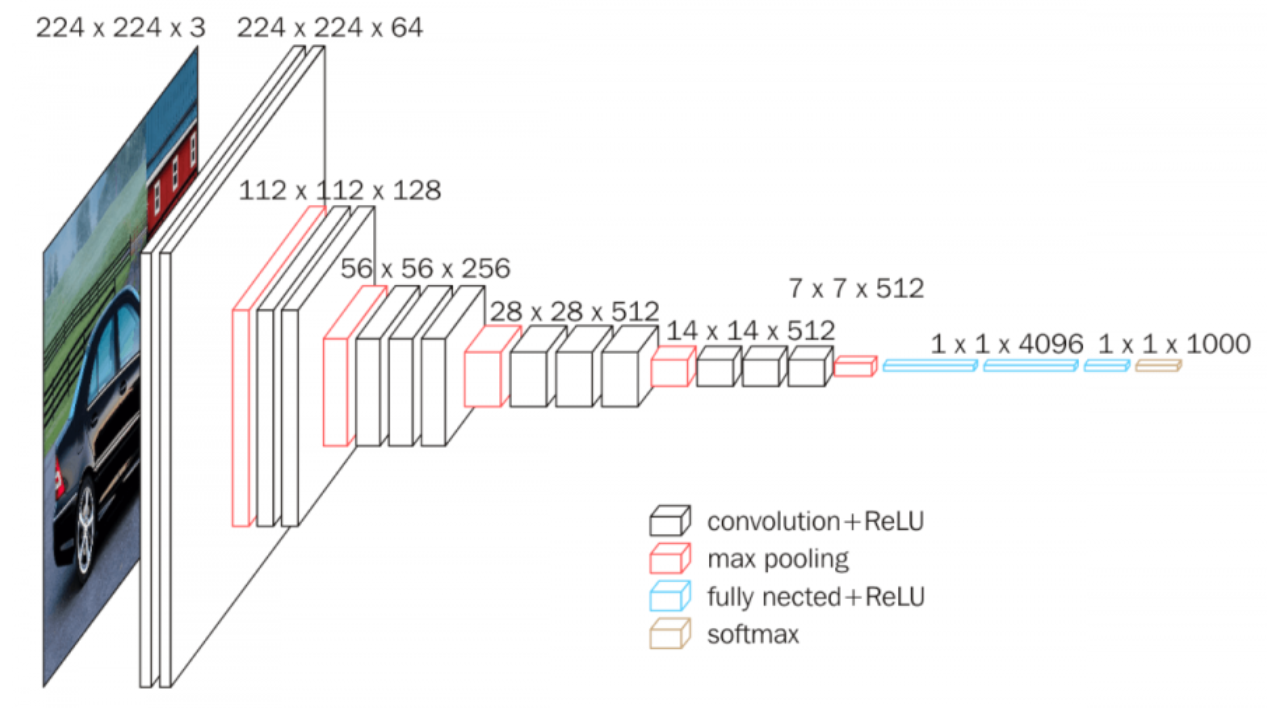 224 x 224 x 3
224 x 224 x 64
112 x 112 x 128
56 x 56 x 256
28 x 28 x 512
14 x 14 x 512
7 x 7 x 512
1 x 1 x 4096
1 x 1 x 1000
convolution+ReLU
max pooling
fully nected+ReLU
softmax